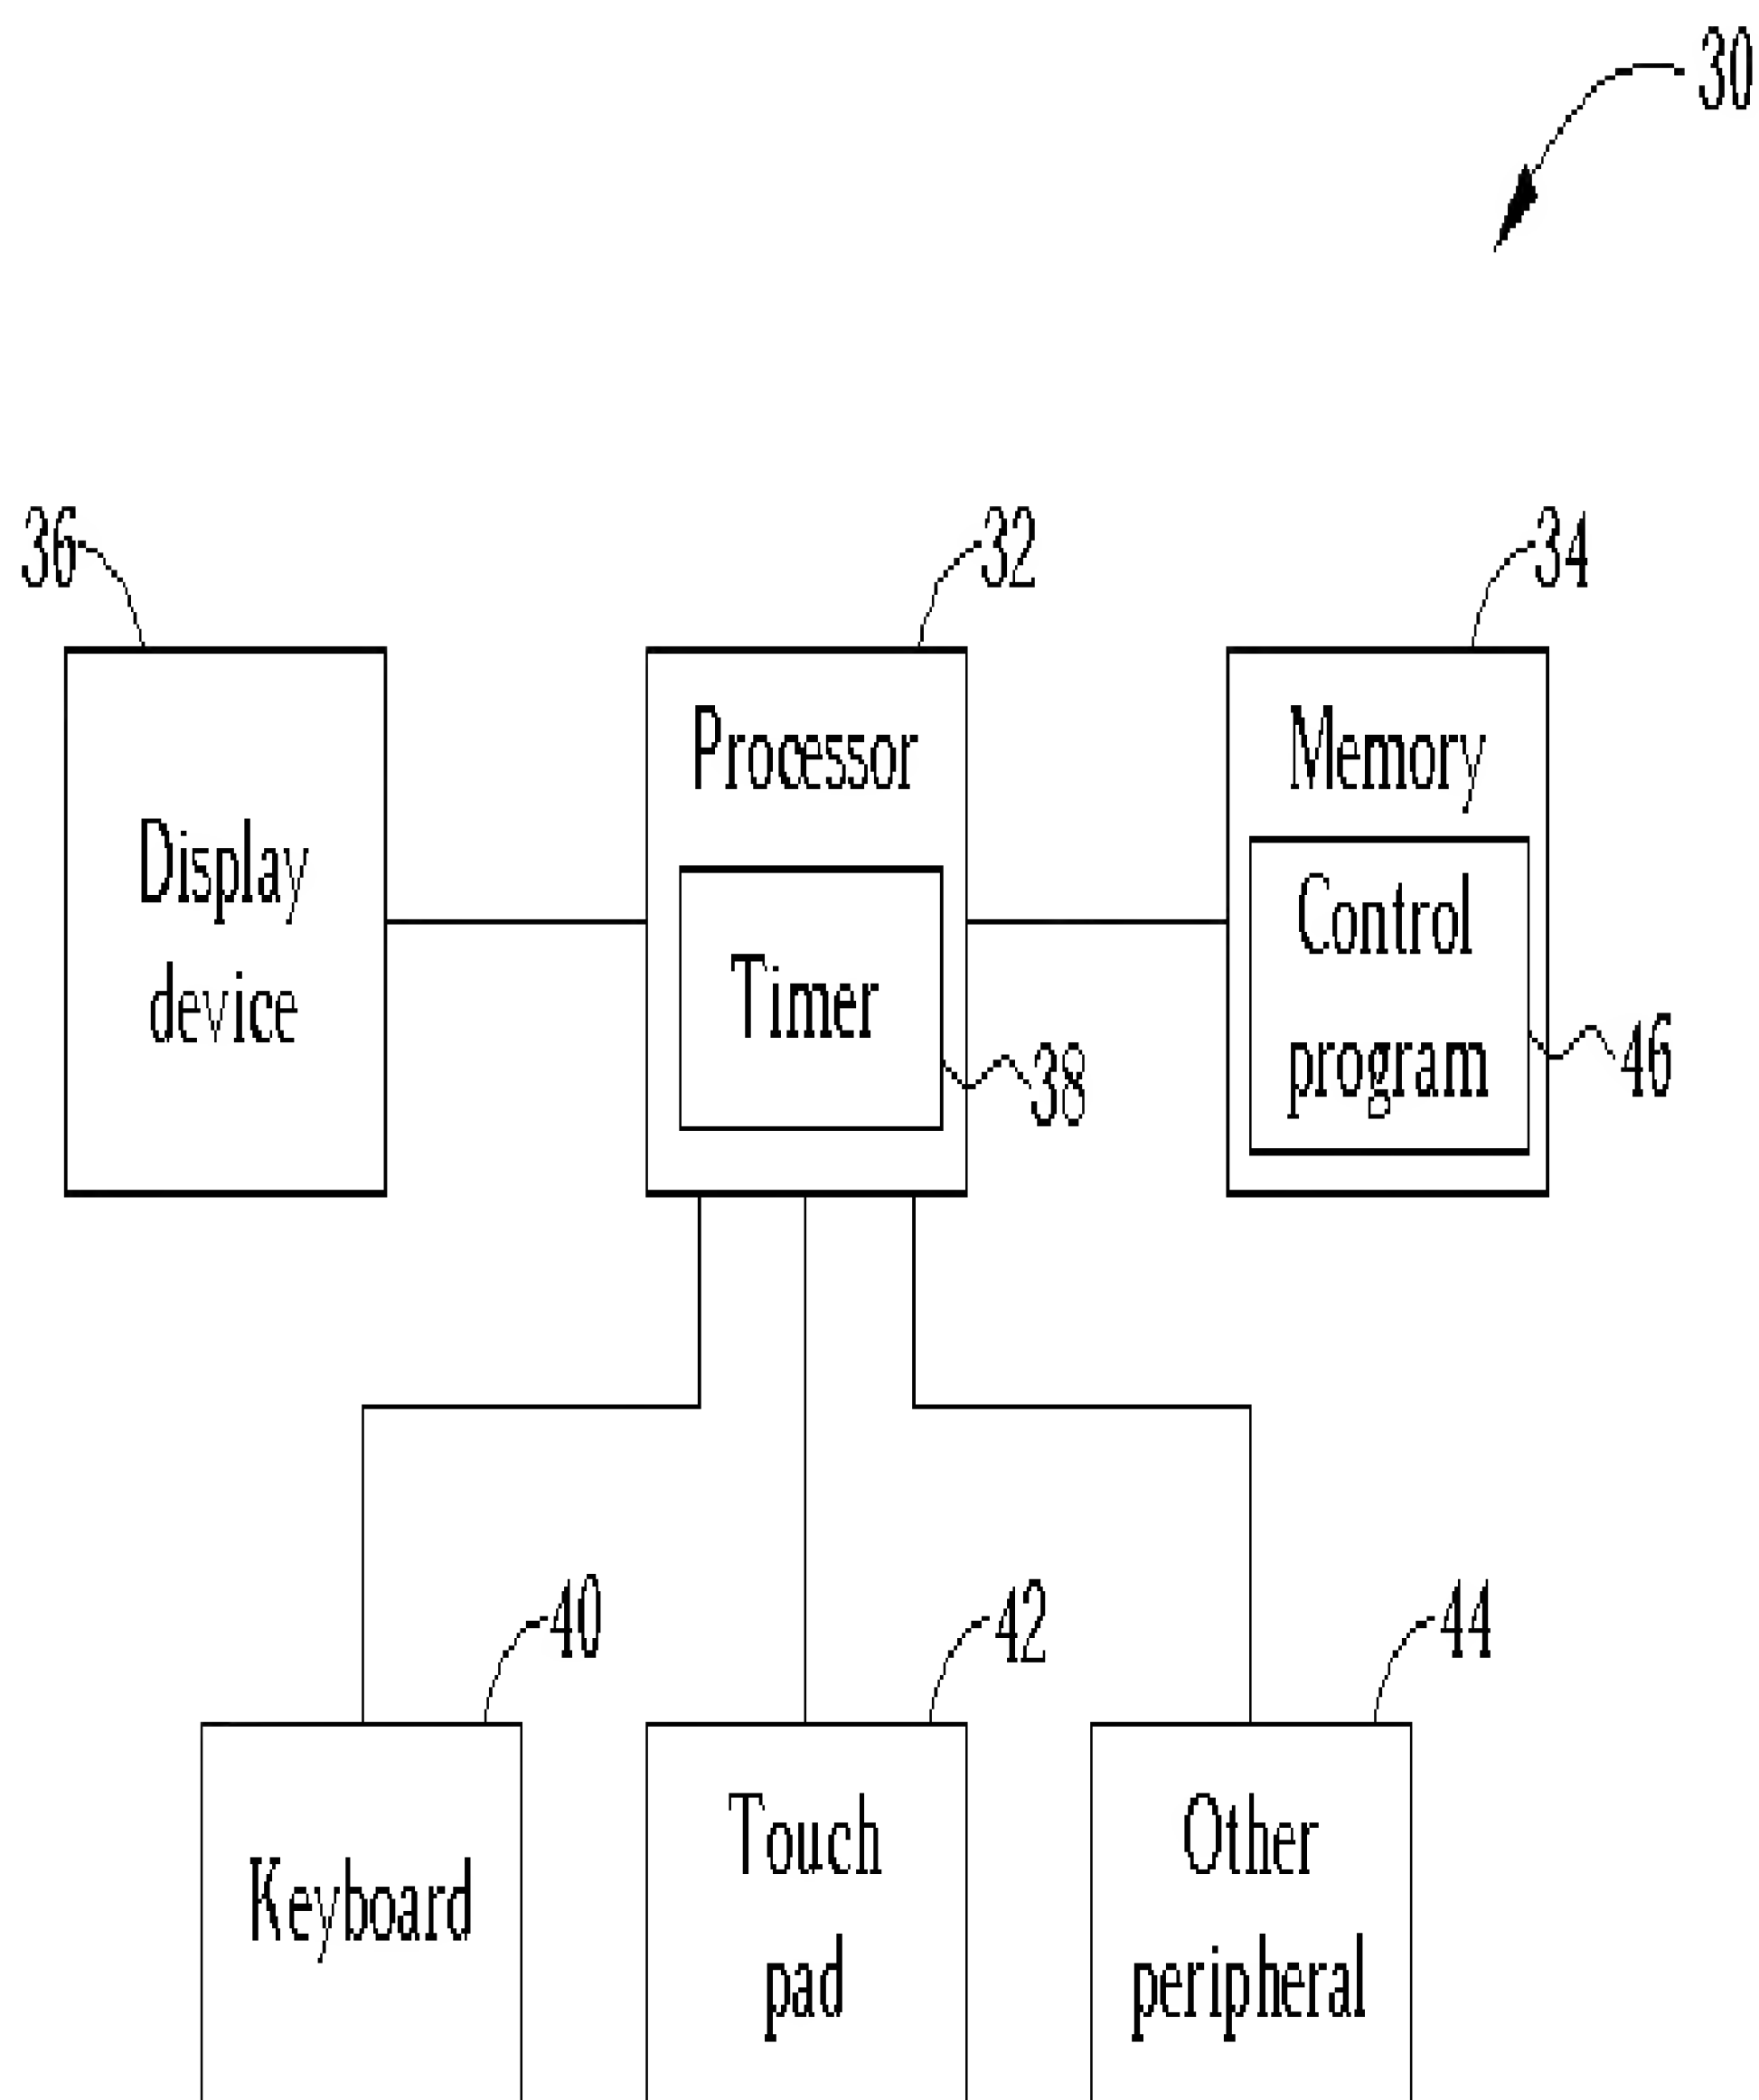 30
36
32
34
Display
device
Processor
Timer
38
Memory
Control
program
46
40
42
44
Keyboard
Touch
pad
Other
peripheral